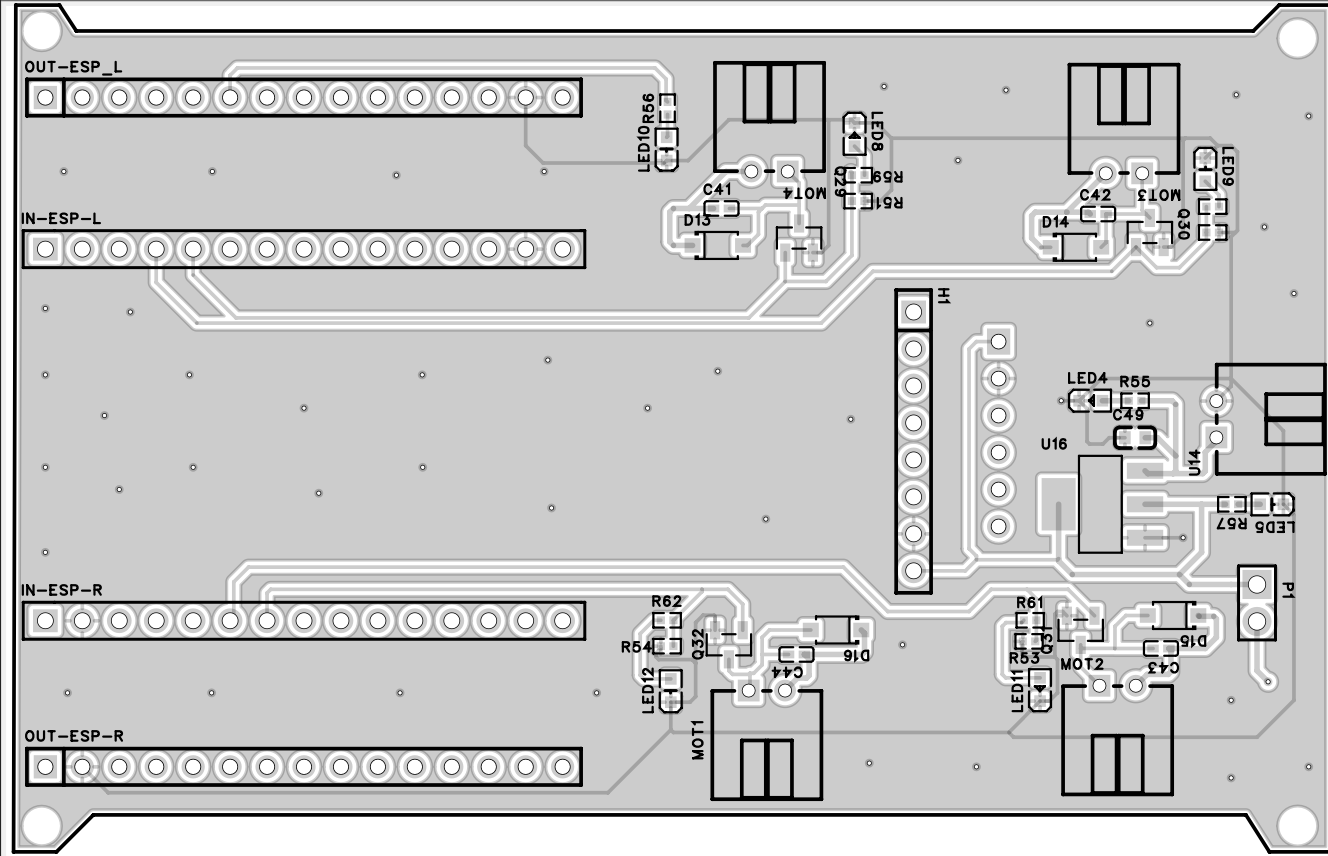 OUT-ESP_L
R56
LED10
LED8
Q29
R59
R51
MOT4
C41
D13
LED9
MOT3
C42
Q30
D14
IN-ESP-L
H1
LED4
R55
C49
U16
U14
R57
LED5
P1
IN-ESP-R
R62
R54
Q32
D16
C44
LED12
MOT1
R61
Q31
R53
D15
C43
MOT2
LED11
OUT-ESP-R